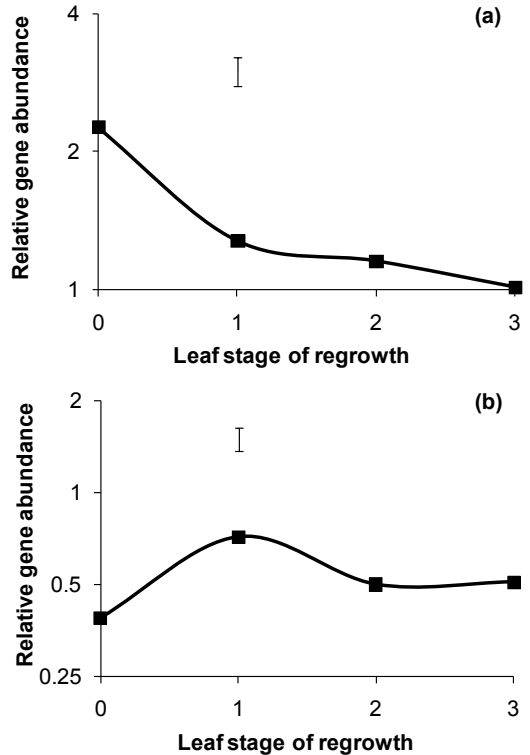 (a)
Relative gene abundance
4
2
1
0 1 2 3
Leaf stage of regrowth
(b)
Relative gene abundance
2
1
0.5
0.25
0 1 2 3
Leaf stage of regrowth